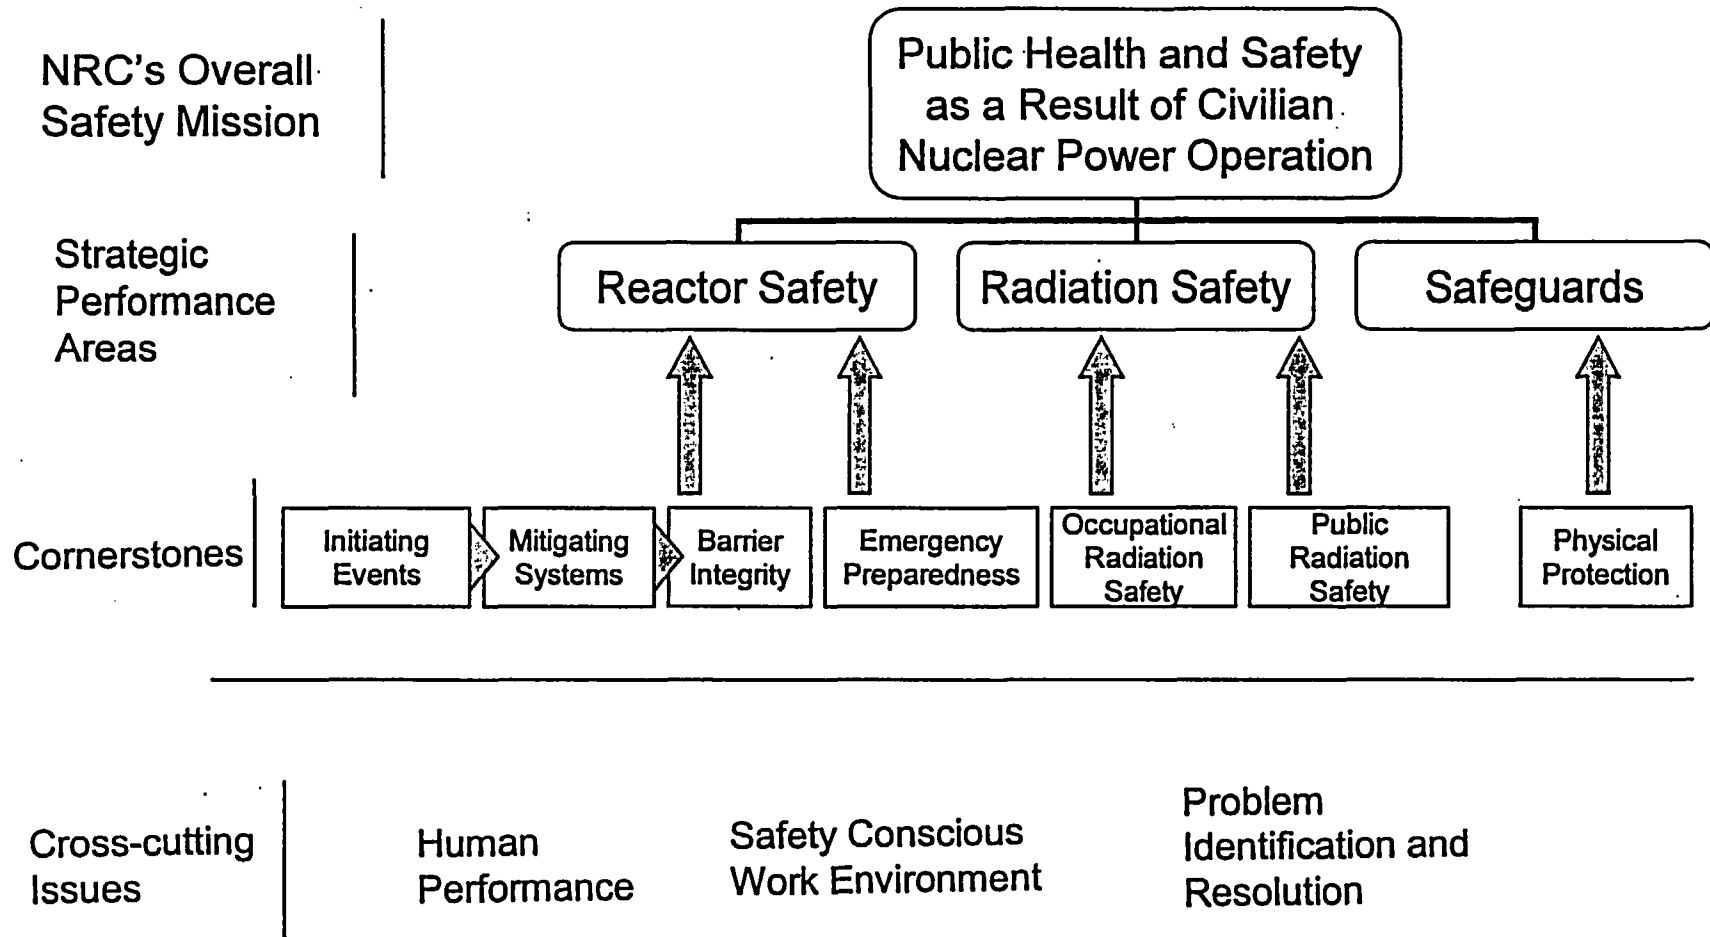 NRC's Overall
Safety Mission
Public Health and Safety
as a Result of Civilian
Nuclear Power Operation
Strategic
Performance
Areas
Reactor Safety
Radiation Safety
Safeguards
Cornerstones
Initiating
Events
Mitigating
Systems
Barrier
Integrity
Emergency
Preparedness
Occupational
Radiation
Safety
Public
Radiation
Safety
Physical
Protection
Cross-cutting
Issues
Human
Performance
Safety Conscious
Work Environment
Problem
Identification and
Resolution